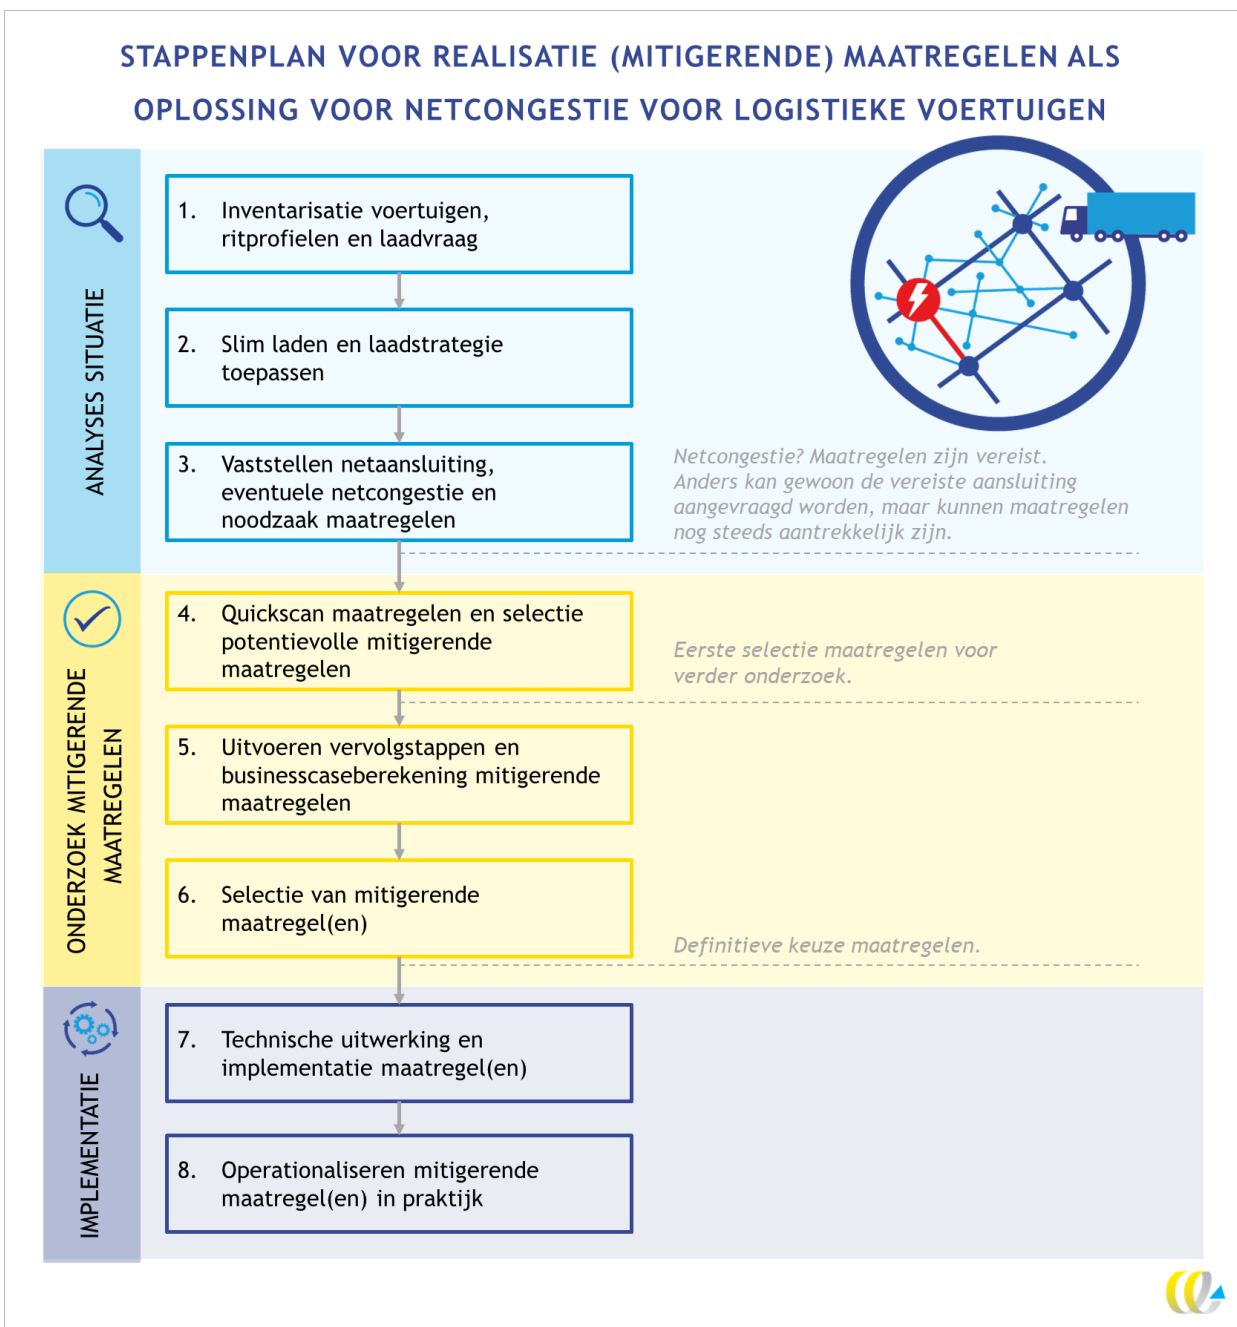 STAPPENPLAN VOOR REALISATIE (MITIGERENDE) MAATREGELEN ALS
OPLOSSING VOOR NETCONGESTIE VOOR LOGISTIEKE VOERTUIGEN
ANALYSES SITUATIE
1. Inventarisatie voertuigen,
ritprofielen en laadvraag
2. Slim laden en laadstrategie
toepassen
3. Vaststellen netaansluiting,
eventuele netcongestie en
noodzaak maatregelen
Netcongestie? Maatregelen zijn vereist.
Anders kan gewoon de vereiste aansluiting
aangevraagd worden, maar kunnen maatregelen
nog steeds aantrekkelijk zijn.
ONDERZOEK MITIGERENDE
MAATREGELEN
4. Quickscan maatregelen en selectie
potentievolle mitigerende
maatregelen
Eerste selectie maatregelen voor
verder onderzoek.
5. Uitvoeren vervolgstappen en
businesscaseberekening mitigerende
maatregelen
6. Selectie van mitigerende
maatregel(en)
Definitieve keuze maatregelen.
IMPLEMENTATIE
7. Technische uitwerking en
implementatie maatregel(en)
8. Operationaliseren mitigerende
maatregel(en) in praktijk